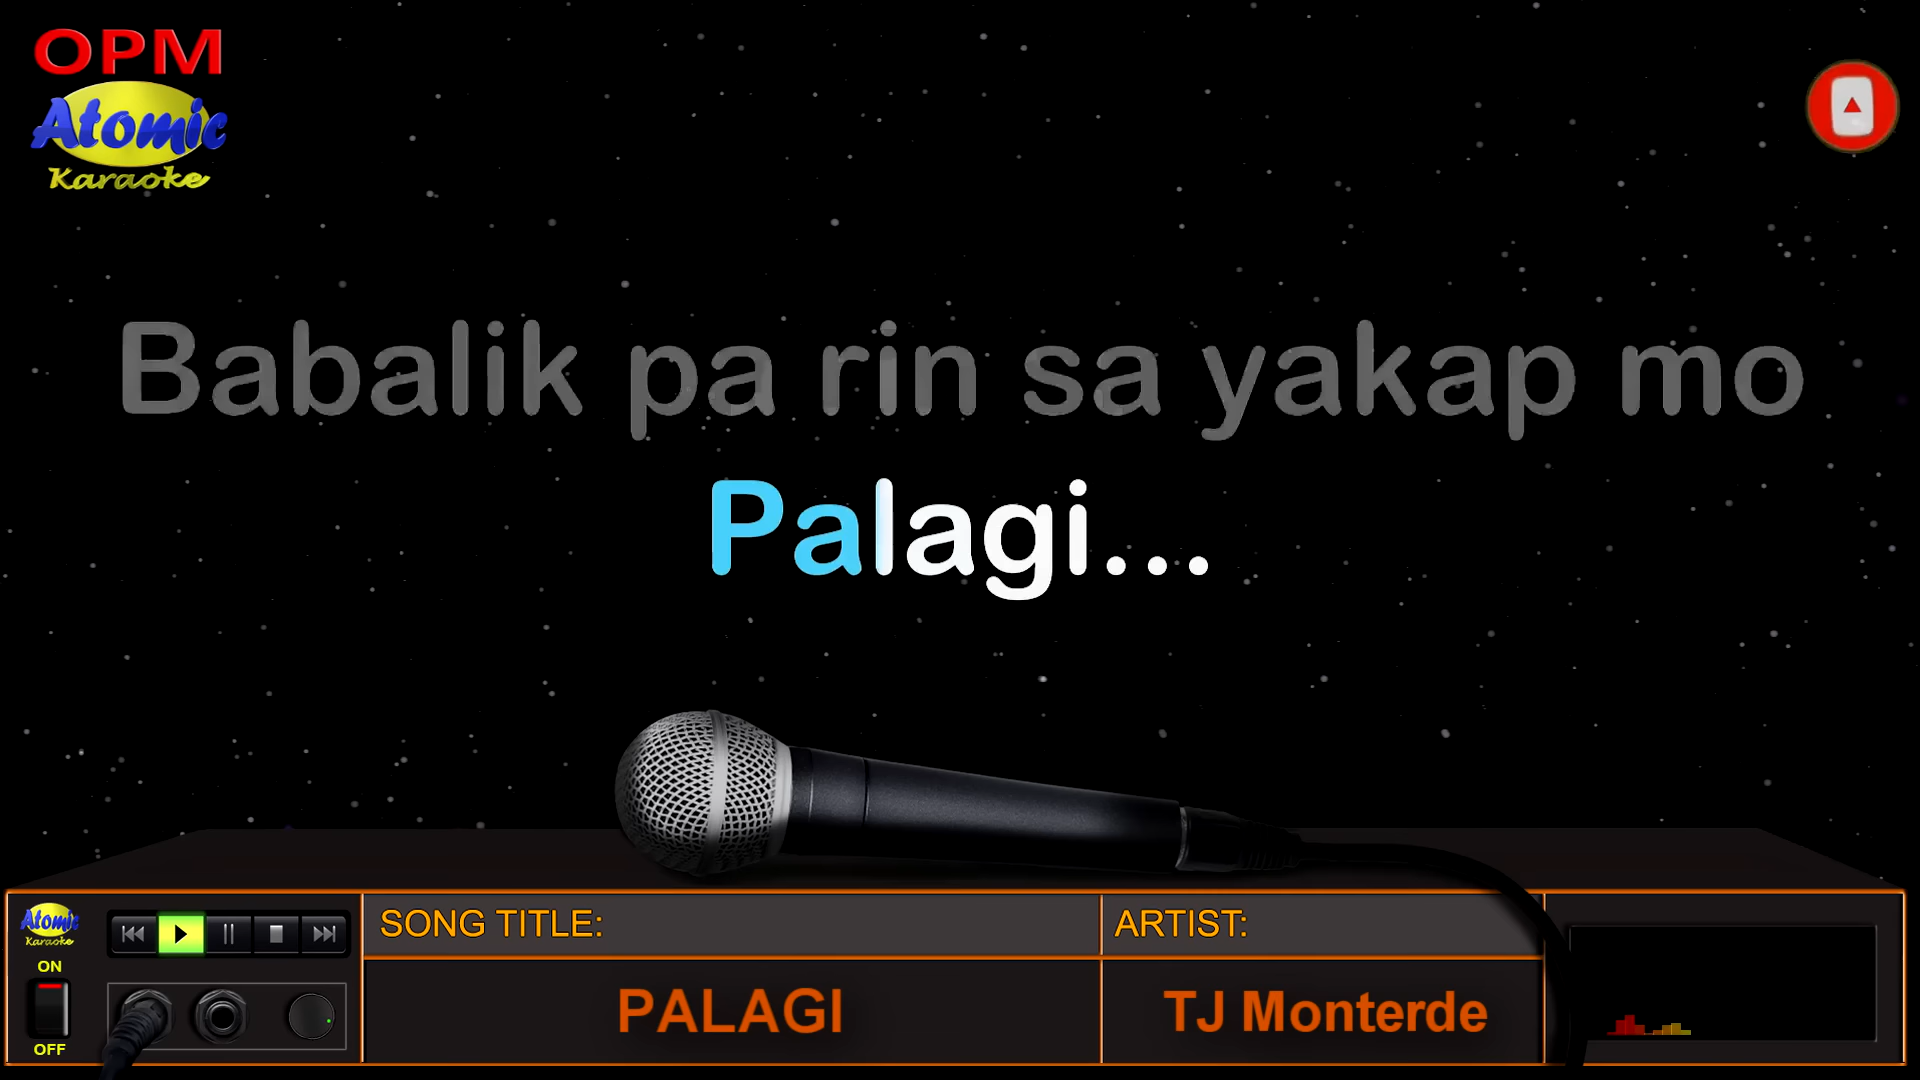 OPM
Atomic
Karaoke
Babalik pa rin sa yakap mo
Palagi...
Atomic
Karaoke
ON
OFF
SONG TITLE:
ARTIST:
PALAGI
TJ Monterde